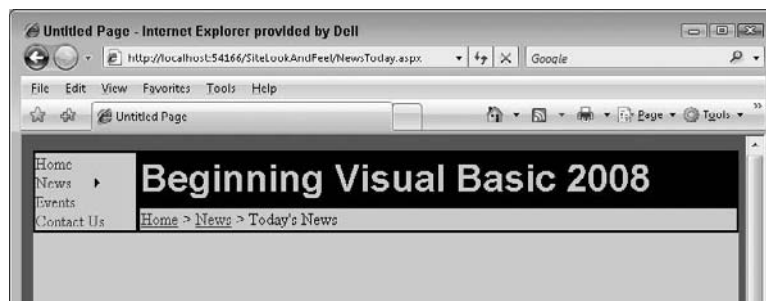 Untitled Page - Internet Explorer provided by Dell
http://localhost:54166/SiteLookAndFeel/NewsToday.aspx
Google
File Edit View Favorites Tools Help
Untitled Page
Page
Tools
Home
News
Events
Contact Us
Beginning Visual Basic 2008
Home > News > Today's News